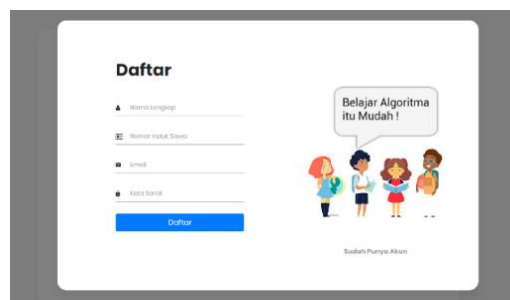 Daftar
Nama Lengkap
Nomor Induk Siswa
Email
Kata Sandi
Daftar
Belajar Algoritma
itu Mudah !
Sudah Punya Akun